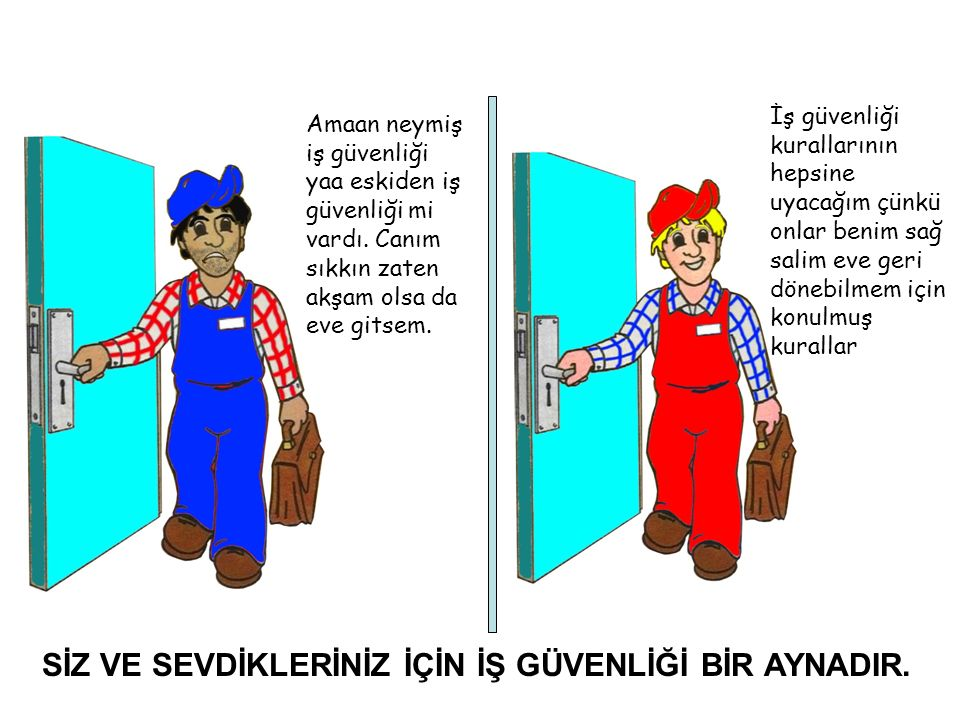 Amaan neymiş
iş güvenliği
yaa eskiden iş
güvenliği mi
vardı. Canım
sıkkın zaten
akşam olsa da
eve gitsem.
İş güvenliği
kurallarının
hepsine
uyacağım çünkü
onlar benim sağ
salim eve geri
dönebilmem için
konulmuş
kurallar
SİZ VE SEVDİKLERİNİZ İÇİN İŞ GÜVENLİĞİ BİR AYNADIR.